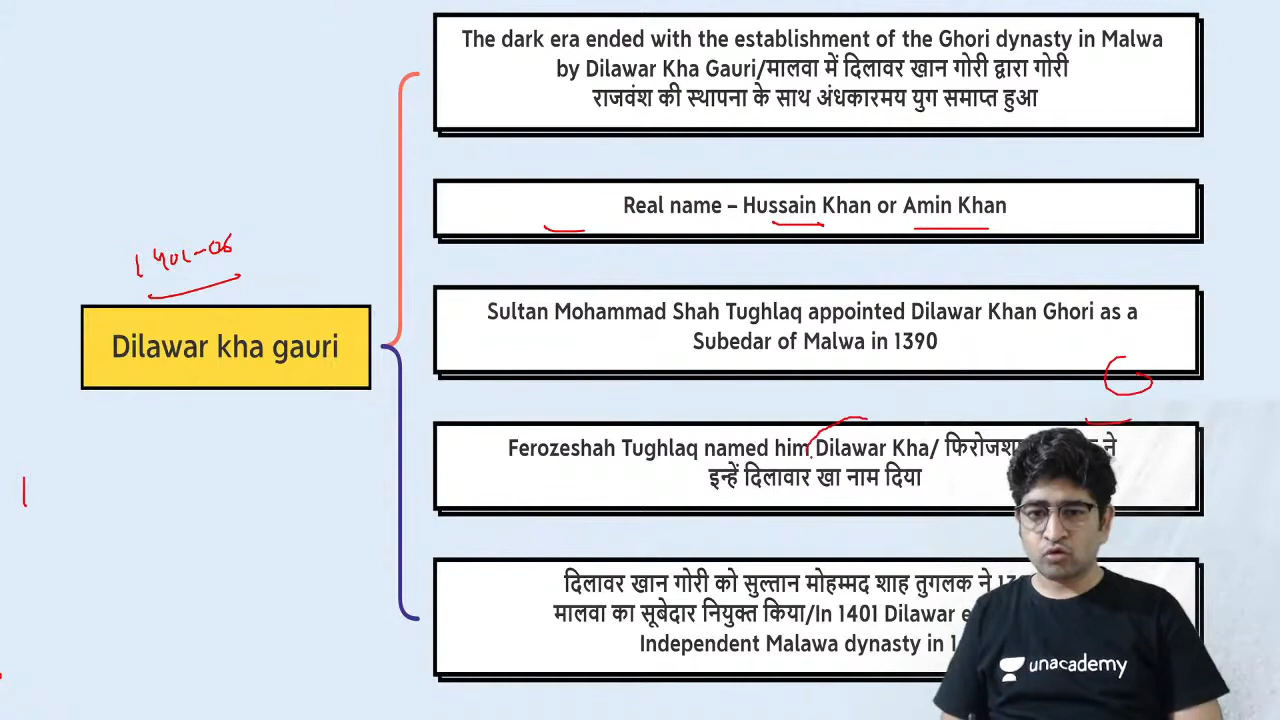 The dark era ended with the establishment of the Ghori dynasty in Malwa
by Dilawar Kha Gauri/मालवा में दिलावर खान गोरी द्वारा गोरी
राजवंश की स्थापना के साथ अंधकारमय युग समाप्त हुआ
Real name – Hussain Khan or Amin Khan
1401-06
Dilawar kha gauri
Sultan Mohammad Shah Tughlaq appointed Dilawar Khan Ghori as a
Subedar of Malwa in 1390
Ferozeshah Tughlaq named him Dilawar Kha/ ने
इन्हें दिलावार खा नाम दिया
दिलावर खान गोरी को सुल्तान मोहम्मद शाह तुगलक ने
मालवा का सूबेदार नियुक्त किया/In 1401 Dilawar
Independent Malawa dynasty in
unacademy